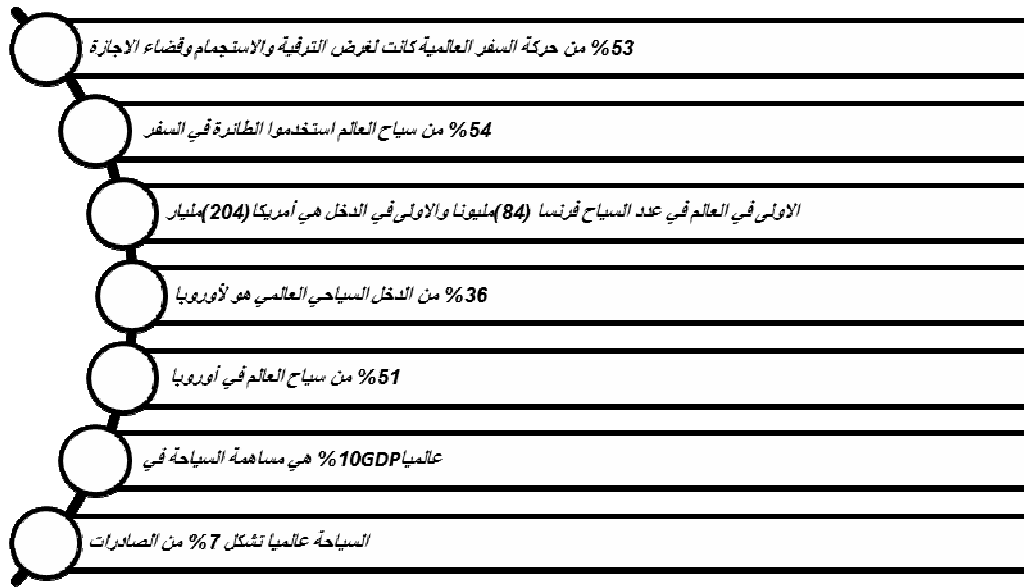 53% من حركة السفر العالمية كانت لغرض الترفية والاستجمام وقضاء الاجازة
54% من سياح العالم استخدموا الطائرة في السفر
الاولى في العالم في عدد السياح فرنسا (84)مليونا والاولى في الدخل هي أمريكا(204)مليار
36% من الدخل السياحي العالمي هو لأوروبا
51% من سياح العالم في أوروبا
عالمياGDP10% هي مساهمة السياحة في
السياحة عالميا تشكل 7% من الصادرات